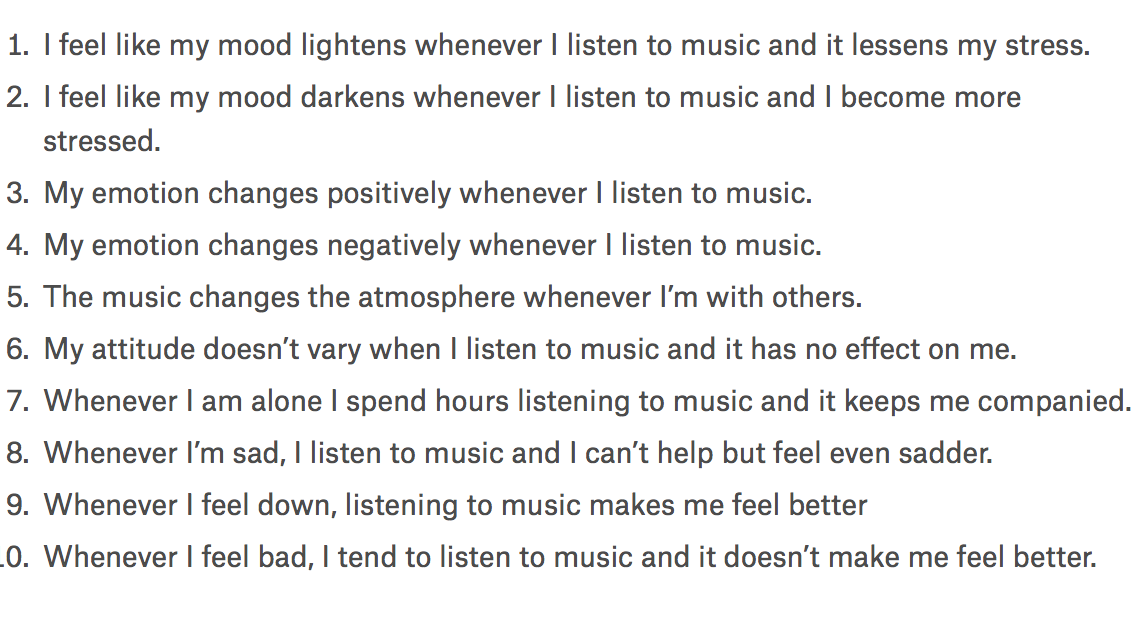 1. I feel like my mood lightens whenever I listen to music and it lessens my stress.
2. I feel like my mood darkens whenever I listen to music and I become more
stressed.
3. My emotion changes positively whenever I listen to music.
4. My emotion changes negatively whenever I listen to music.
5. The music changes the atmosphere whenever I’m with others.
6. My attitude doesn’t vary when I listen to music and it has no effect on me.
7. Whenever I am alone I spend hours listening to music and it keeps me companied.
8. Whenever I’m sad, I listen to music and I can’t help but feel even sadder.
9. Whenever I feel down, listening to music makes me feel better
10. Whenever I feel bad, I tend to listen to music and it doesn’t make me feel better.